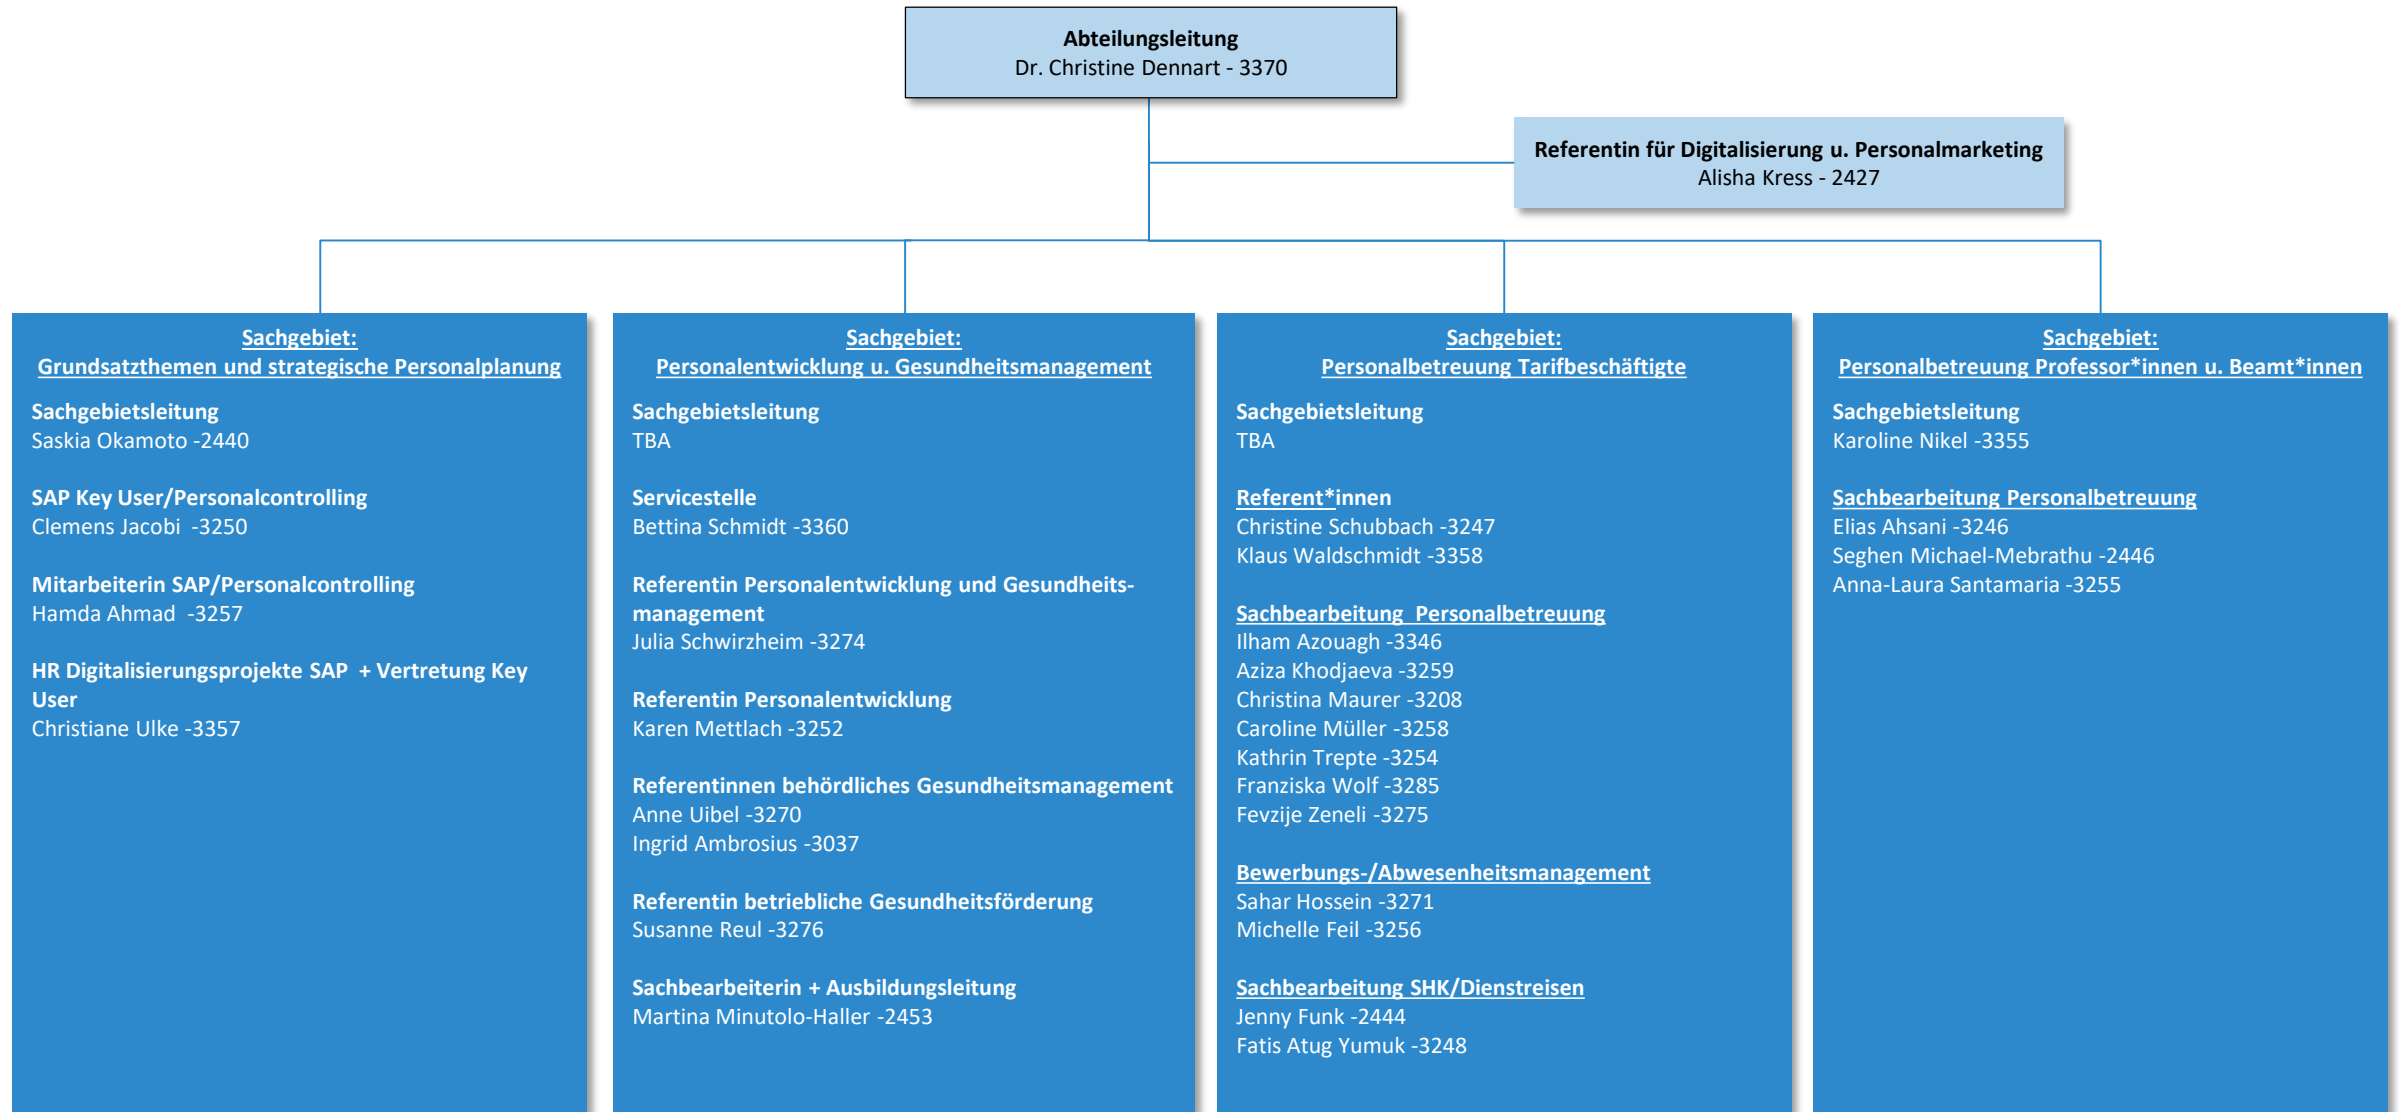 Abteilungsleitung
Dr. Christine Dennart - 3370
Referentin für Digitalisierung u. Personalmarketing
Alisha Kress - 2427
Sachgebiet:
Grundsatzthemen und strategische Personalplanung
Sachgebietsleitung
Saskia Okamoto -2440
SAP Key User/Personalcontrolling
Clemens Jacobi -3250
Mitarbeiterin SAP/Personalcontrolling
Hamda Ahmad -3257
HR Digitalisierungsprojekte SAP + Vertretung Key
User
Christiane Ulke -3357
Sachgebiet:
Personalentwicklung u. Gesundheitsmanagement
Sachgebietsleitung
TBA
Servicestelle
Bettina Schmidt -3360
Referentin Personalentwicklung und Gesundheits-
management
Julia Schwirzheim -3274
Referentin Personalentwicklung
Karen Mettlach -3252
Referentinnen behördliches Gesundheitsmanagement
Anne Uibel -3270
Ingrid Ambrosius -3037
Referentin betriebliche Gesundheitsförderung
Susanne Reul -3276
Sachbearbeiterin + Ausbildungsleitung
Martina Minutolo-Haller -2453
Sachgebiet:
Personalbetreuung Tarifbeschäftigte
Sachgebietsleitung
TBA
Referent*innen
Christine Schubbach -3247
Klaus Waldschmidt -3358
Sachbearbeitung Personalbetreuung
Ilham Azouagh -3346
Aziza Khodjaeva -3259
Christina Maurer -3208
Caroline Müller -3258
Kathrin Trepte -3254
Franziska Wolf -3285
Fevzije Zeneli -3275
Bewerbungs-/Abwesenheitsmanagement
Sahar Hossein -3271
Michelle Feil -3256
Sachbearbeitung SHK/Dienstreisen
Jenny Funk -2444
Fatis Atug Yumuk -3248
Sachgebiet:
Personalbetreuung Professor*innen u. Beamt*innen
Sachgebietsleitung
Karoline Nikel -3355
Sachbearbeitung Personalbetreuung
Elias Ahsani -3246
Seghen Michael-Mebrathu -2446
Anna-Laura Santamaria -3255